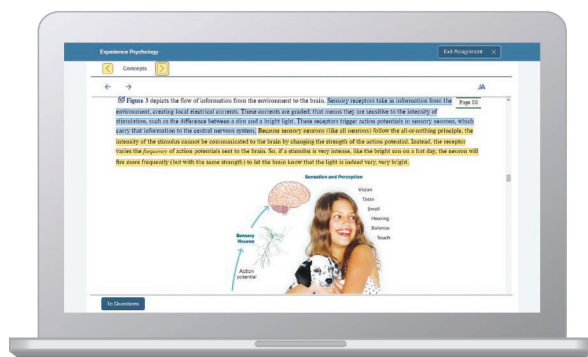 Experience Psychology
Exit Assignment ×
Concepts
Figure 3 depicts the flow of information from the environment to the brain. Sensory receptors take in information from the
Page 88
environment, creating local electrical currents. These currents are graded; that means they are sensitive to the intensity of
stimulation, such as the difference between a dim and a bright light. These receptors trigger action potentials in sensory neurons, which
carry that information to the central nervous system. Because sensory neurons (like all neurons) follow the all-or-nothing principle, the
intensity of the stimulus cannot be communicated to the brain by changing the strength of the action potential. Instead, the receptor
varies the frequency of action potentials sent to the brain. So, if a stimulus is very intense, like the bright sun on a hot day, the neuron will
fire more frequently (but with the same strength) to let the brain know that the light is indeed very, very bright.
Sensation and Perception
Vision
Taste
Smell
Hearing
Balance
Touch
Sensory
Neuron
Action
potential
To Questions